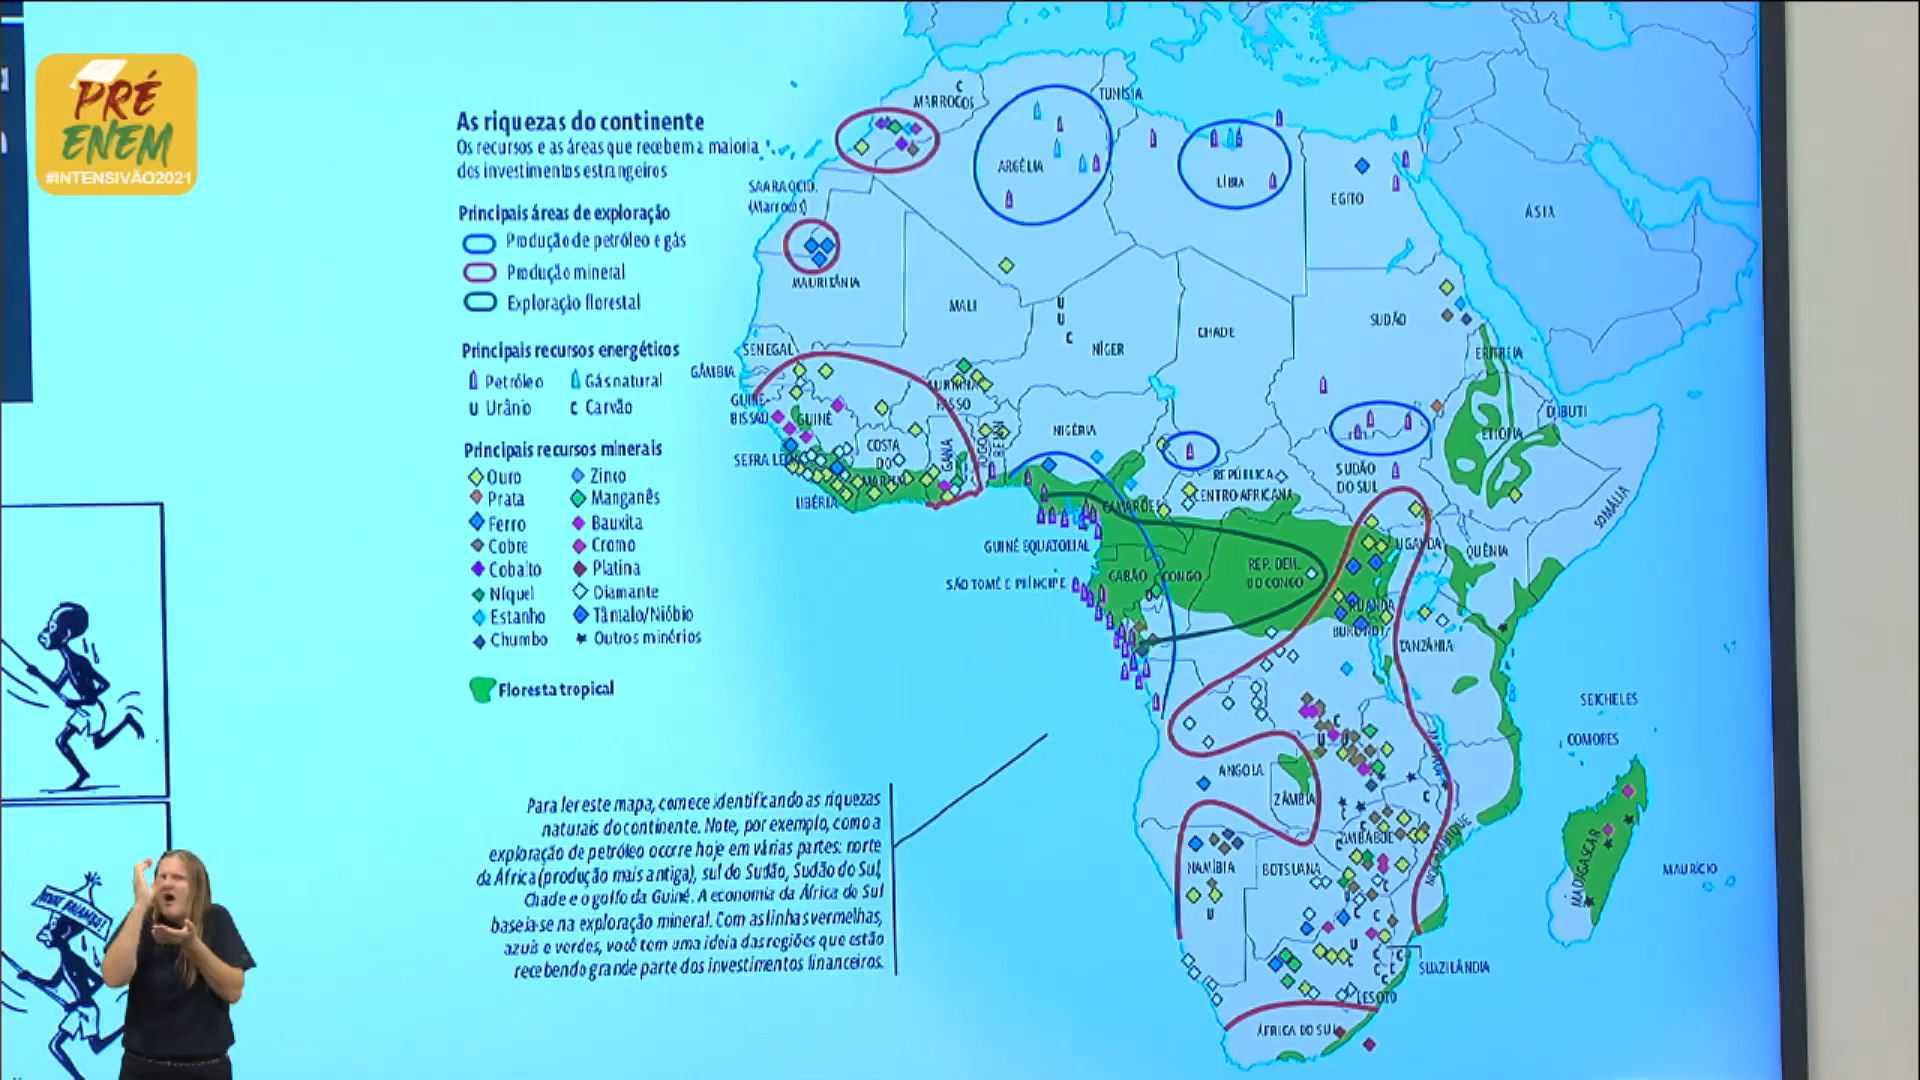 PRÉ
ENEM
#INTENSIVÃO2021
As riquezas do continente
Os recursos e as áreas que recebem a maioria
dos investimentos estrangeiros
Principais áreas de exploração
Produção de petróleo e gás
Produção mineral
Exploração florestal
Principais recursos energéticos
Petróleo
Gás natural
U Urânio
C Carvão
Principais recursos minerais
Ouro
Zinco
Prata
Manganês
Ferro
Bauxita
Cobre
Cromo
Cobalto
Platina
Níquel
Diamante
Estanho
Tântalo/Nióbio
Chumbo
Outros minérios
Floresta tropical
Para ler este mapa, comece identificando as riquezas
naturais do continente. Note, por exemplo, como a
exploração de petróleo ocorre hoje em várias partes: norte
da África (produção mais antiga), sul do Sudão, Sudão do Sul,
Chade e o golfo da Guiné. A economia da África do Sul
baseia-se na exploração mineral. Com as linhas vermelhas,
azuis e verdes, você tem uma ideia das regiões que estão
recebendo grande parte dos investimentos financeiros.
MARROCOS
TUNÍSIA
ARGÉLIA
LÍBIA
EGITO
ÁSIA
SAARA OCID.
(Marrocos)
MAURITÂNIA
MALI
NÍGER
CHADE
SUDÃO
ERITREIA
SENEGAL
GÂMBIA
GUINÉ-
BISSAU
GUINÉ
FASSO
COSTA
DO
MARFIM
GANA
TOGO
BENIN
NIGÉRIA
SERRA LEOA
LIBÉRIA
REPÚBLICA
CENTRO AFRICANA
SUDÃO
DO SUL
DJIBUTI
ETIÓPIA
SOMÁLIA
CAMARÕES
GUINÉ EQUATORIAL
UGANDA
QUÊNIA
SÃO TOMÉ E PRÍNCIPE
GABÃO
CONGO
REP. DEM.
DO CONGO
RUANDA
BURUNDI
TANZÂNIA
SEICHELES
COMORES
ANGOLA
ZÂMBIA
ZIMBÁBUE
MOÇAMBIQUE
MADAGASCAR
MAURÍCIO
NAMÍBIA
BOTSUANA
SUAZILÂNDIA
LESOTO
ÁFRICA DO SUL